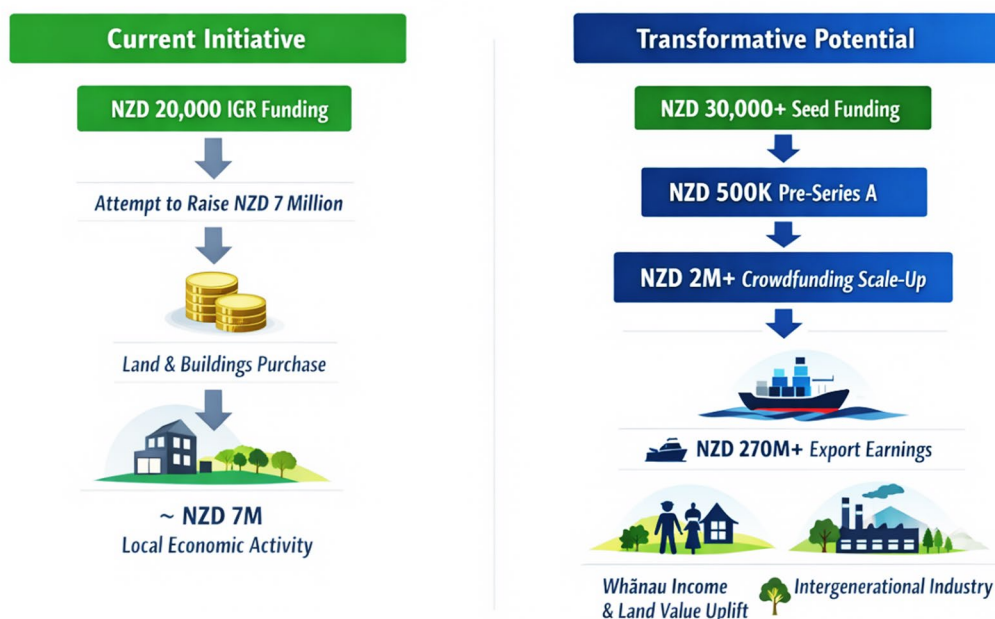 Current Initiative
NZD 20,000 IGR Funding
Attempt to Raise NZD 7 Million
Land & Buildings Purchase
~ NZD 7M
Local Economic Activity
Transformative Potential
NZD 30,000+ Seed Funding
NZD 500K Pre-Series A
NZD 2M+ Crowdfunding Scale-Up
NZD 270M+ Export Earnings
Whānau Income
& Land Value Uplift
Intergenerational Industry